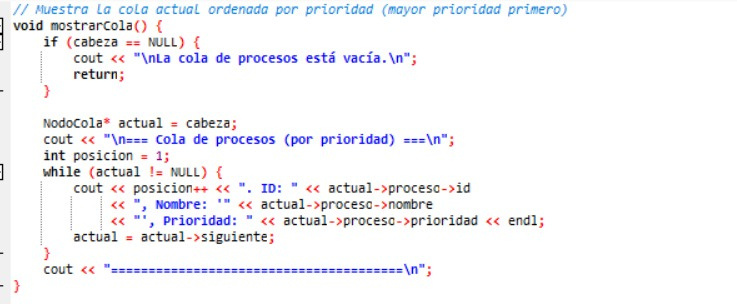 // Muestra la cola actual ordenada por prioridad (mayor prioridad primero)
void mostrarCola() {
    if (cabeza == NULL) {
        cout << "\nLa cola de procesos está vacía.\n";
        return;
    }

    NodoCola* actual = cabeza;
    cout << "\n=== Cola de procesos (por prioridad) ===\n";
    int posicion = 1;
    while (actual != NULL) {
        cout << posicion++ << ". ID: " << actual->proceso->id
            << ", Nombre: '" << actual->proceso->nombre
            << "', Prioridad: " << actual->proceso->prioridad << endl;
        actual = actual->siguiente;
    }
    cout << "=======================================\n";
}